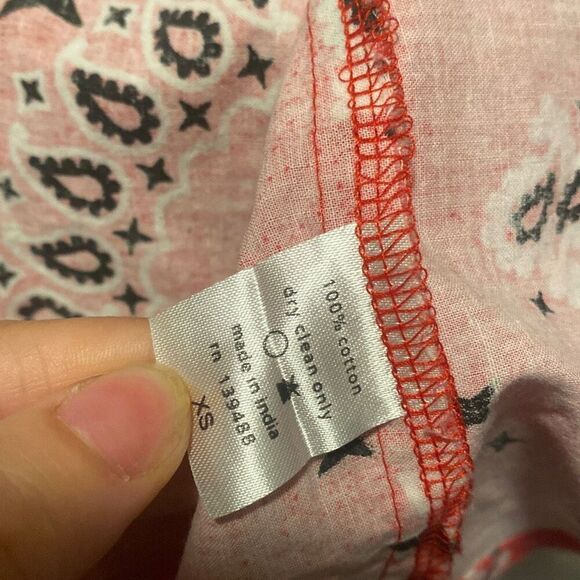 100% cotton
dry clean only
made in india
rn 139488
XS